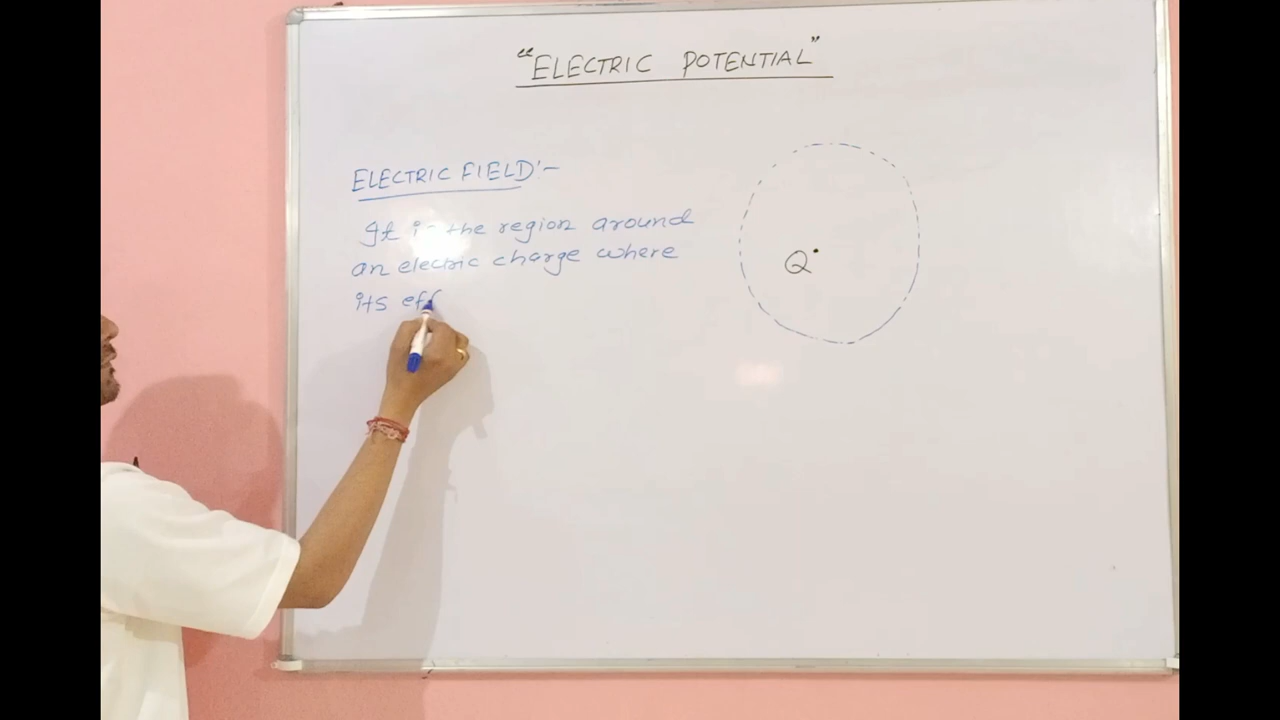 "ELECTRIC POTENTIAL"
ELECTRIC FIELD:-
It is the region around
an electric charge where
its eff
Q